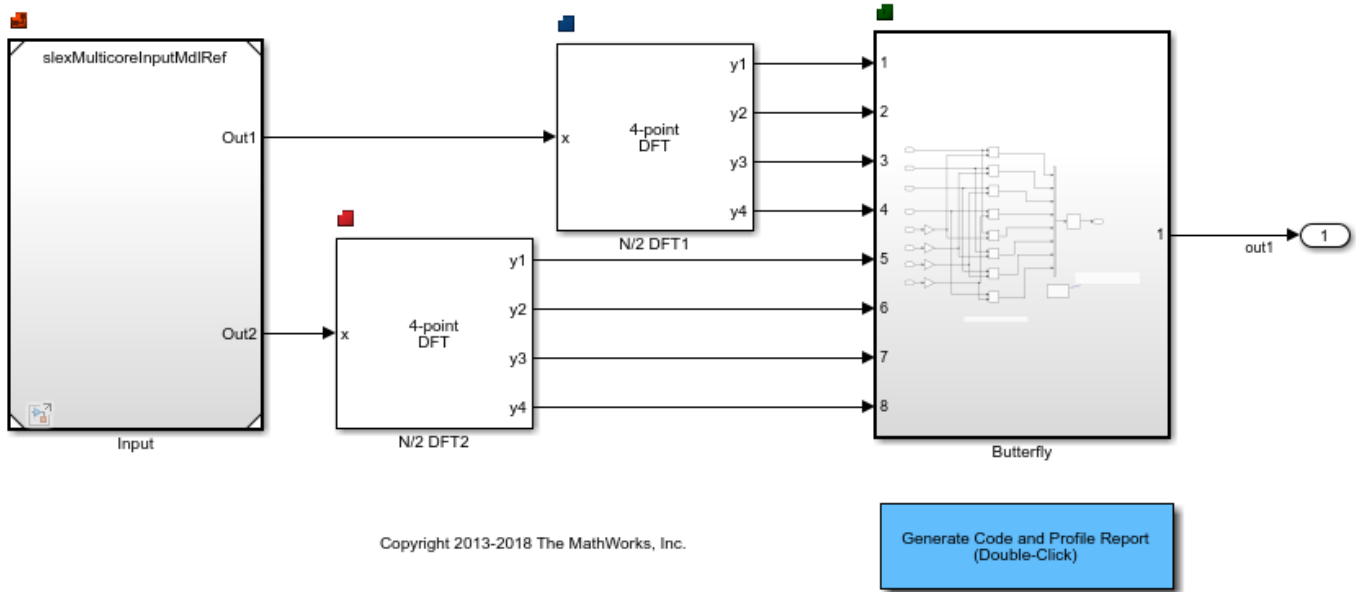 slexMulticoreInputMdlRef
Out1
Out2
Input
x
4-point
DFT
y1
y2
y3
y4
N/2 DFT1
x
4-point
DFT
y1
y2
y3
y4
N/2 DFT2
1
2
3
4
5
6
7
8
1
Butterfly
out1
1
Copyright 2013-2018 The MathWorks, Inc.
Generate Code and Profile Report
(Double-Click)